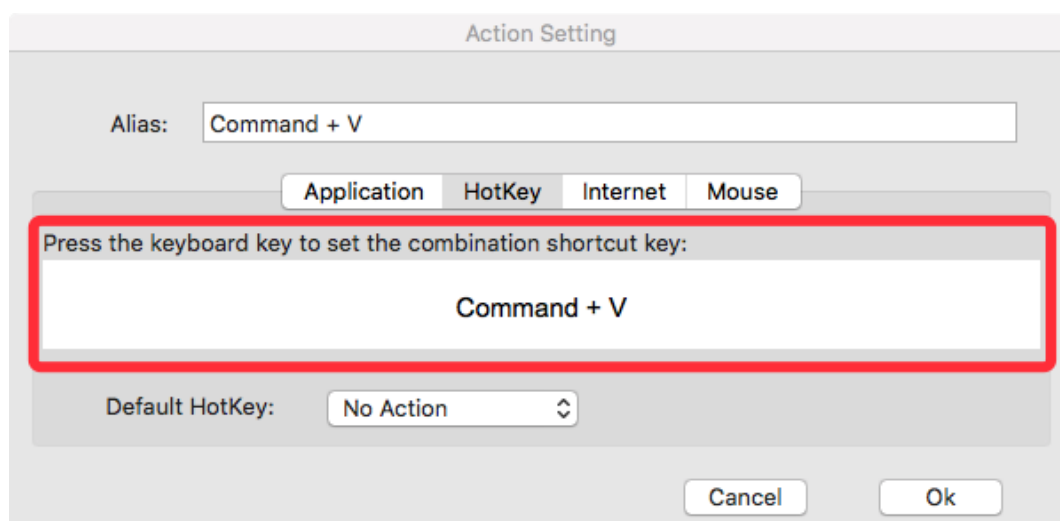 Action Setting
Alias: Command + V
Application HotKey Internet Mouse
Press the keyboard key to set the combination shortcut key:
Command + V
Default HotKey: No Action
Cancel Ok